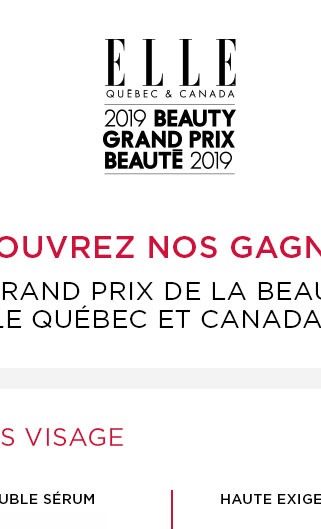 ELLE
QUÉBEC & CANADA
2019 BEAUTY
GRAND PRIX
BEAUTÉ 2019
OUVREZ NOS GAGN
RAND PRIX DE LA BEAU
LE QUÉBEC ET CANADA
S VISAGE
UBLE SÉRUM
HAUTE EXIGE